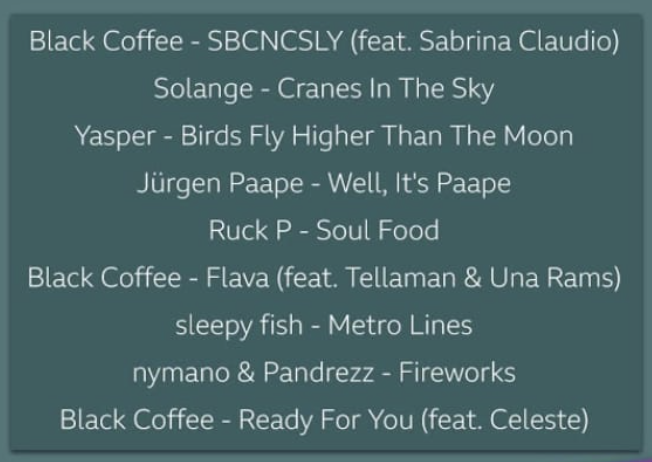 Black Coffee - SBCNCSLY (feat. Sabrina Claudio)
Solange - Cranes In The Sky
Yasper - Birds Fly Higher Than The Moon
Jürgen Paape - Well, It's Paape
Ruck P - Soul Food
Black Coffee - Flava (feat. Tellaman & Una Rams)
sleepy fish - Metro Lines
nymano & Pandrezz - Fireworks
Black Coffee - Ready For You (feat. Celeste)